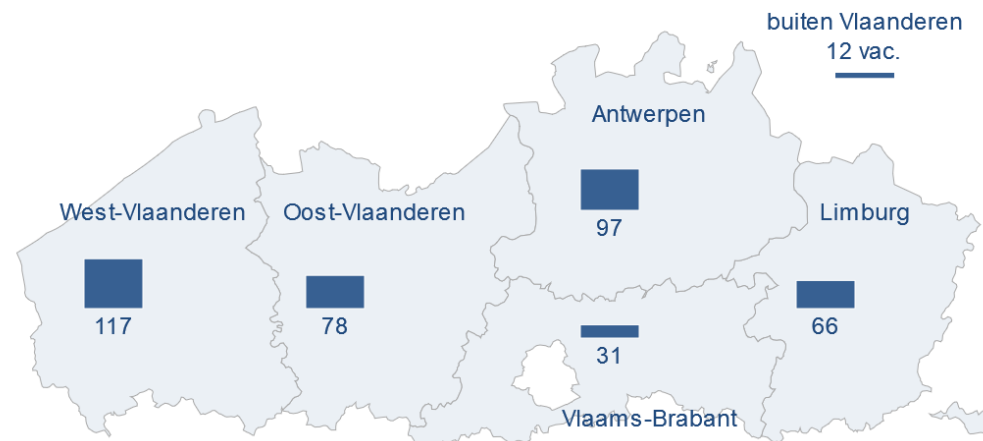 buiten Vlaanderen
12 vac.
Antwerpen
97
West-Vlaanderen
117
Oost-Vlaanderen
78
Limburg
66
31
Vlaams-Brabant